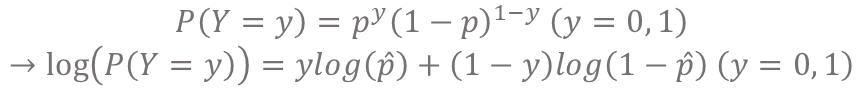 P(Y = y) = p^y(1 − p)^{1−y} (y = 0, 1)
→ log(P(Y = y)) = ylog(p̂) + (1 − y)log(1 − p̂) (y = 0, 1)